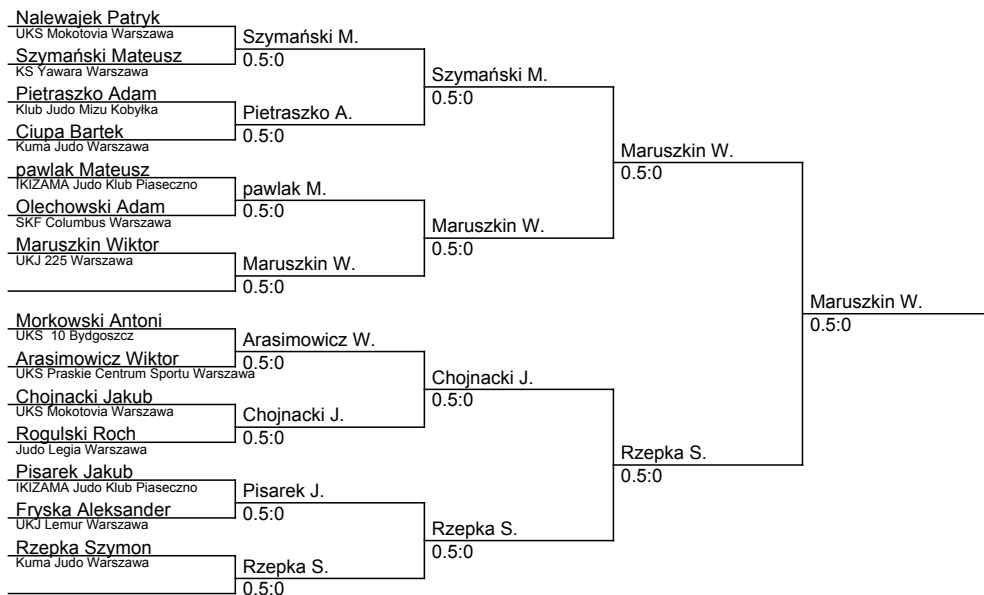 Nalewajek Patryk
UKS Mokotovia Warszawa
Szymański Mateusz
KS Yawara Warszawa
Pietraszko Adam
Klub Judo Mizu Kobyłka
Ciupa Bartek
Kuma Judo Warszawa
pawlak Mateusz
IKIZAMA Judo Klub Piaseczno
Olechowski Adam
SKF Columbus Warszawa
Maruszkin Wiktor
UKJ 225 Warszawa
Morkowski Antoni
UKS 10 Bydgoszcz
Arasimowicz Wiktor
UKS Praskie Centrum Sportu Warszawa
Chojnacki Jakub
UKS Mokotovia Warszawa
Rogulski Roch
Judo Legia Warszawa
Pisarek Jakub
IKIZAMA Judo Klub Piaseczno
Fryska Aleksander
UKJ Lemur Warszawa
Rzepka Szymon
Kuma Judo Warszawa
Szymański M.
0.5:0
Pietraszko A.
0.5:0
pawlak M.
0.5:0
Maruszkin W.
0.5:0
Arasimowicz W.
0.5:0
Chojnacki J.
0.5:0
Pisarek J.
0.5:0
Rzepka S.
0.5:0
Szymański M.
0.5:0
Maruszkin W.
0.5:0
Chojnacki J.
0.5:0
Rzepka S.
0.5:0
Maruszkin W.
0.5:0
Rzepka S.
0.5:0
Maruszkin W.
0.5:0